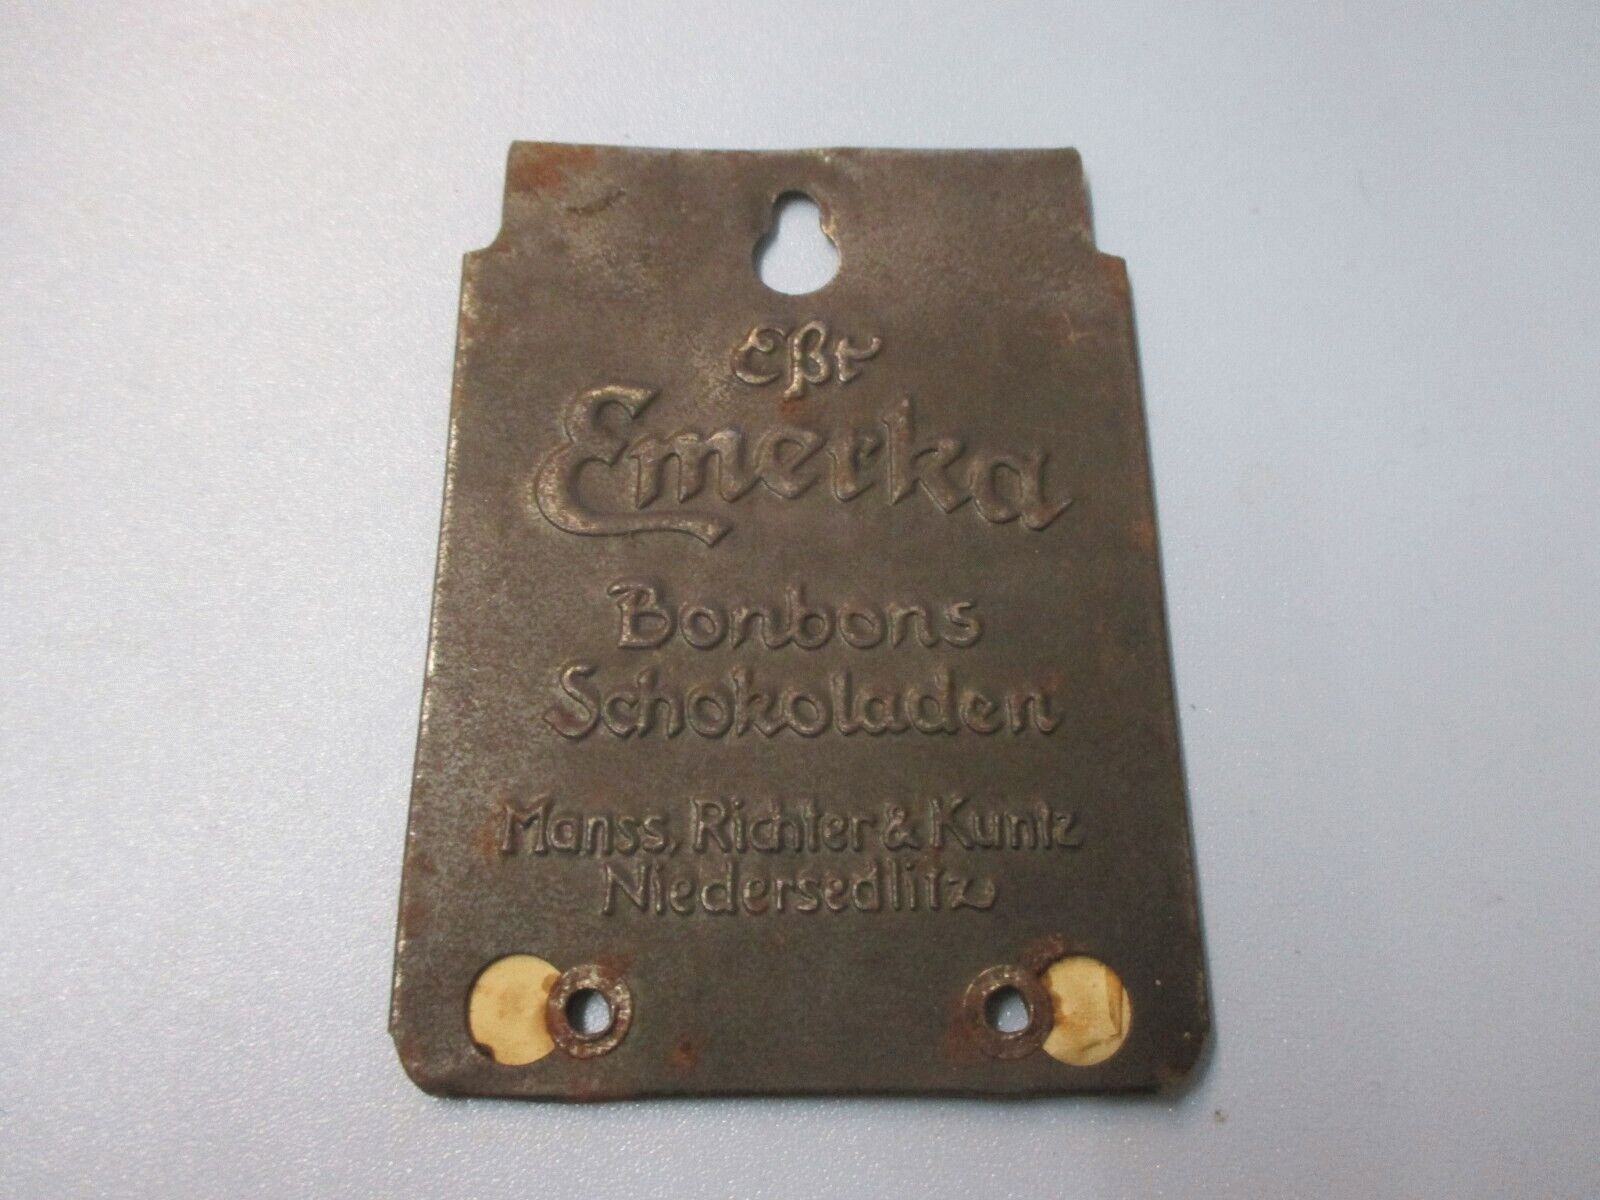 Eßt
Emerka
Bonbons
Schokoladen
Manss, Richter & Kuntz
Niedersedlitz